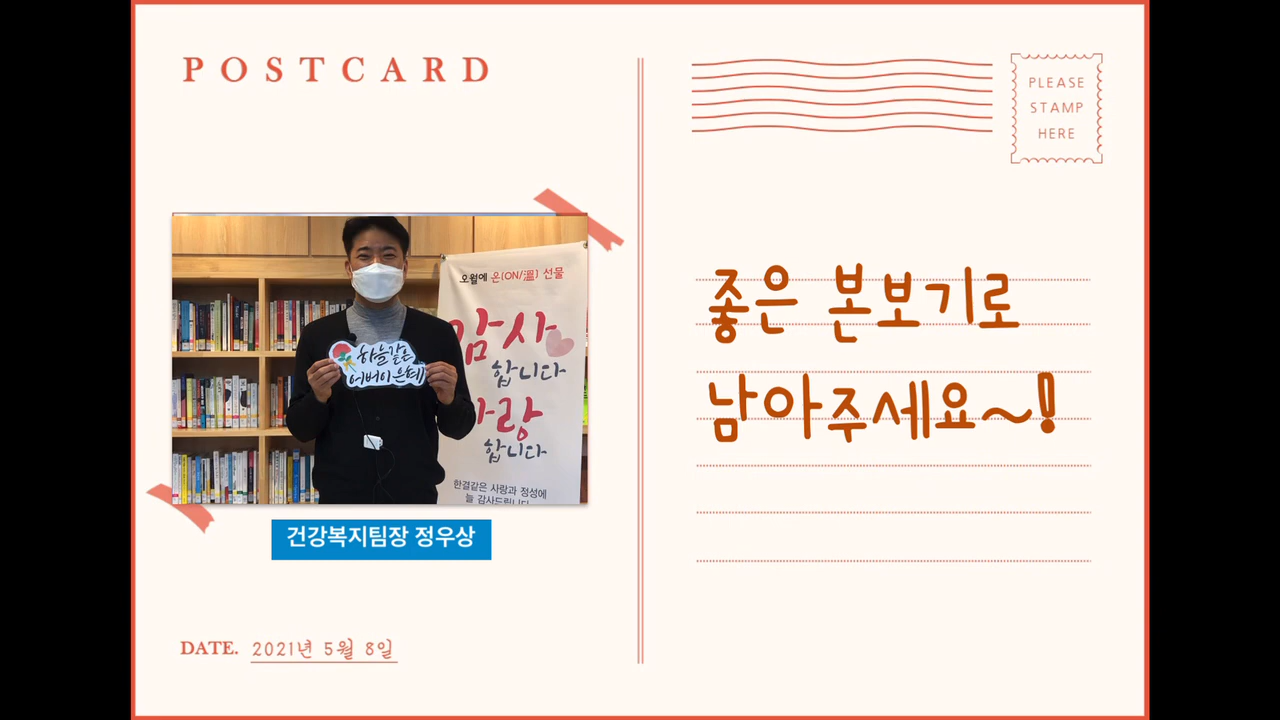 POSTCARD
PLEASE
STAMP
HERE
오월에 온(ON/溫) 선물
감사
합니다
사랑
합니다
한결같은 사랑과 정성에
늘 감사드립니다
하늘같은
어버이은혜
건강복지팀장 정우상
DATE. 2021년 5월 8일
좋은 본보기로
남아주세요~!